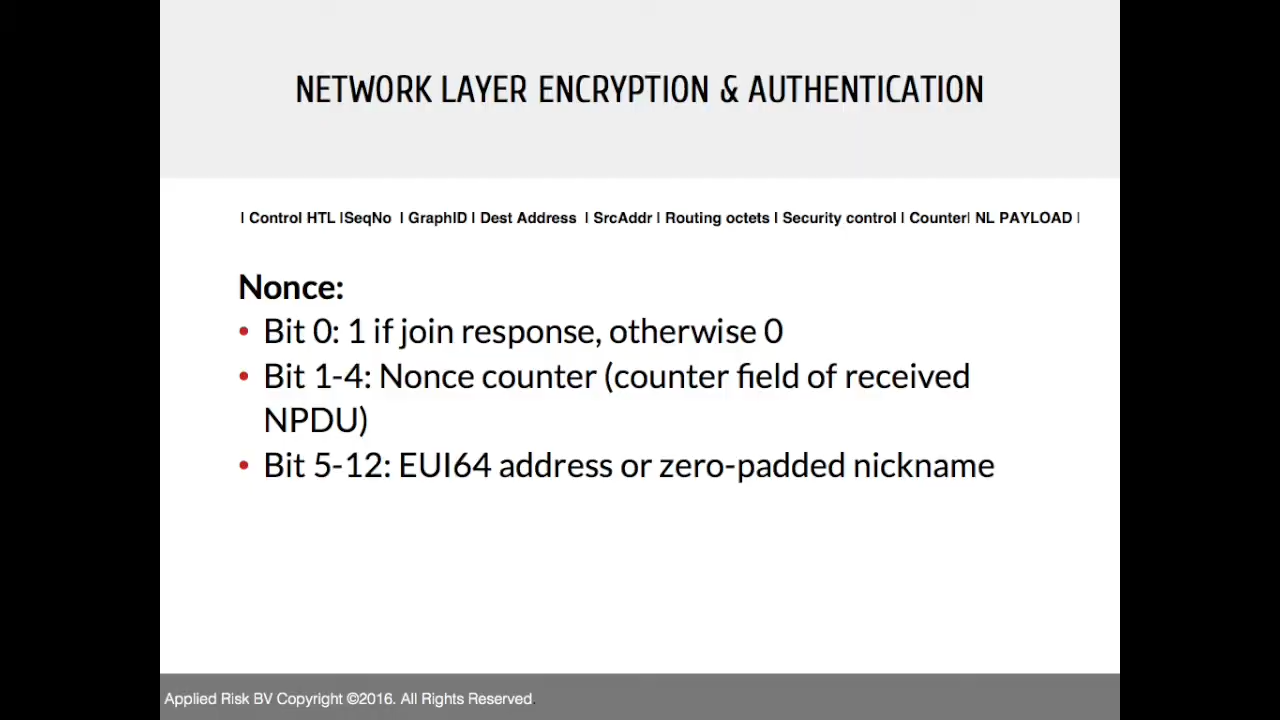 NETWORK LAYER ENCRYPTION & AUTHENTICATION
| Control HTL |SeqNo | GraphID | Dest Address | SrcAddr | Routing octets | Security control | Counter| NL PAYLOAD |
Nonce:
• Bit 0: 1 if join response, otherwise 0
• Bit 1-4: Nonce counter (counter field of received
NPDU)
• Bit 5-12: EUI64 address or zero-padded nickname
Applied Risk BV Copyright ©2016. All Rights Reserved.